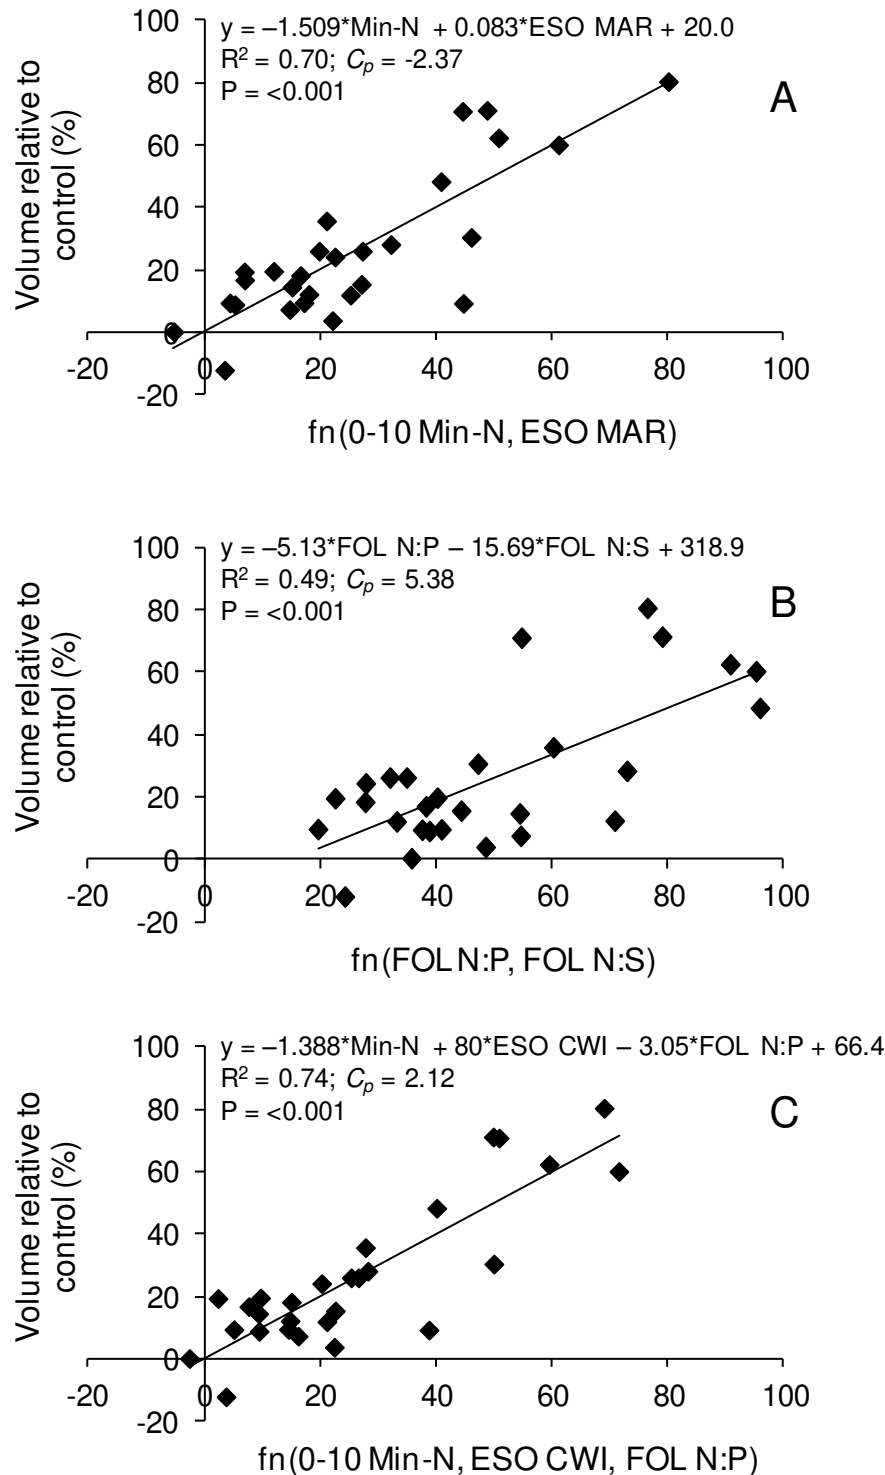 100
y = –1.509*Min-N + 0.083*ESO MAR + 20.0
R² = 0.70; Cp = -2.37
P = <0.001
A
80
60
40
20
0
-20
Volume relative to
control (%)
-20 0 20 40 60 80 100
fn(0-10 Min-N, ESO MAR)
100
y = –5.13*FOL N:P – 15.69*FOL N:S + 318.9
R² = 0.49; Cp = 5.38
P = <0.001
B
80
60
40
20
0
-20
Volume relative to
control (%)
-20 0 20 40 60 80 100
fn(FOL N:P, FOL N:S)
100
y = –1.388*Min-N + 80*ESO CWI – 3.05*FOL N:P + 66.4
R² = 0.74; Cp = 2.12
P = <0.001
C
80
60
40
20
0
-20
Volume relative to
control (%)
-20 0 20 40 60 80 100
fn(0-10 Min-N, ESO CWI, FOL N:P)